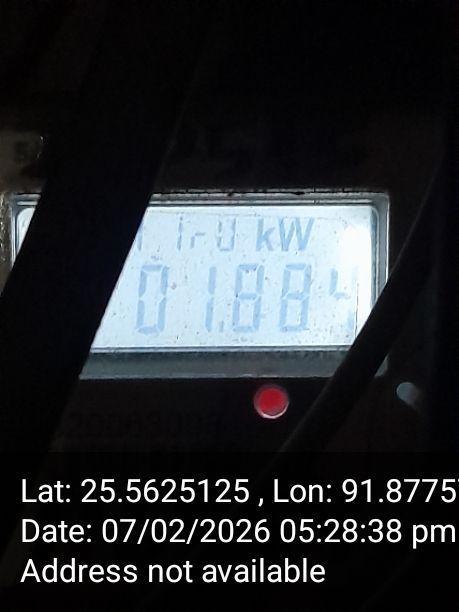 kW
01.884
Lat: 25.5625125 , Lon: 91.8775
Date: 07/02/2026 05:28:38 pm
Address not available